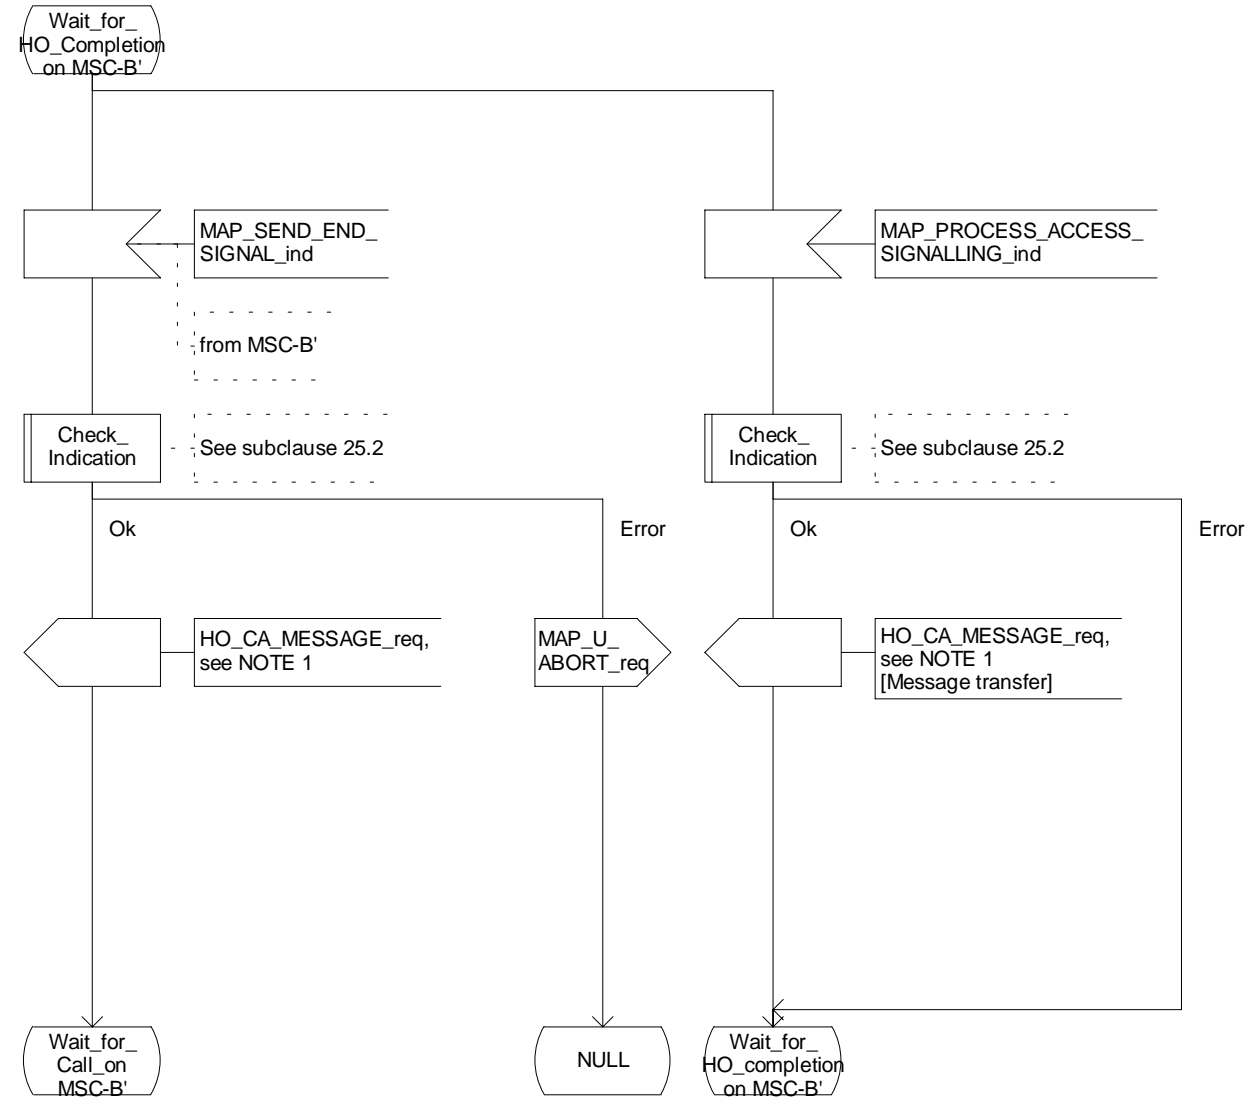 Wait_for_
HO_Completion
on MSC-B'
MAP_SEND_END_
SIGNAL_ind
MAP_PROCESS_ACCESS_
SIGNALLING_ind
from MSC-B'
Check_
Indication
See subclause 25.2
Check_
Indication
See subclause 25.2
Ok
Error
Ok
Error
HO_CA_MESSAGE_req,
see NOTE 1
MAP_U_
ABORT_req
HO_CA_MESSAGE_req,
see NOTE 1
[Message transfer]
Wait_for_
Call_on
MSC-B'
NULL
Wait_for_
HO_completion
on MSC-B'